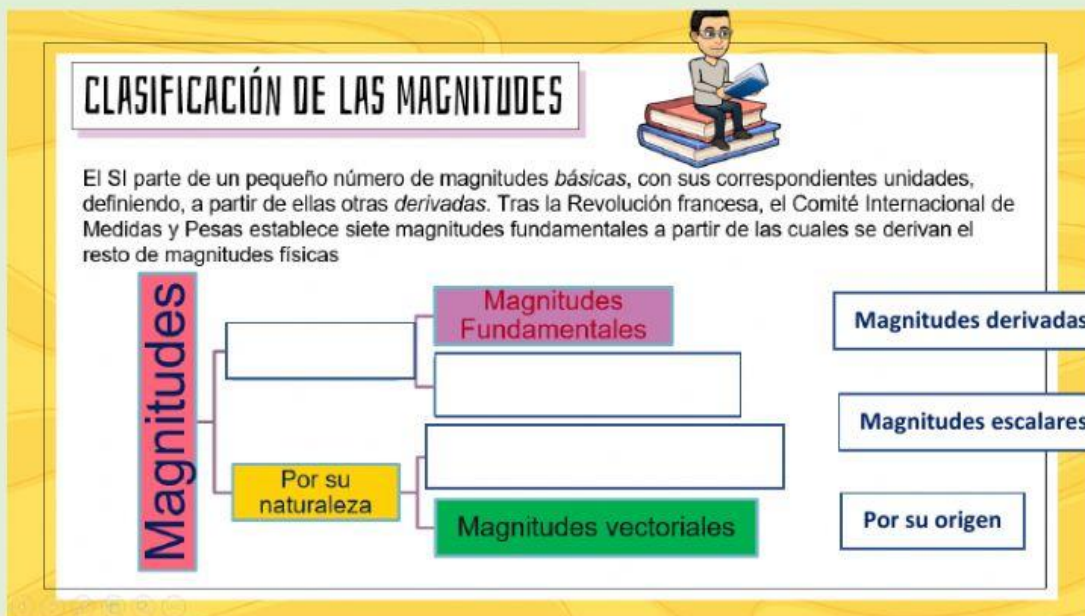 CLASIFICACIÓN DE LAS MAGNITUDES
El SI parte de un pequeño número de magnitudes básicas, con sus correspondientes unidades,
definiendo, a partir de ellas otras derivadas. Tras la Revolución francesa, el Comité Internacional de
Medidas y Pesas establece siete magnitudes fundamentales a partir de las cuales se derivan el
resto de magnitudes físicas
Magnitudes
Magnitudes
Fundamentales
Por su
naturaleza
Magnitudes vectoriales
Magnitudes derivadas
Magnitudes escalares
Por su origen